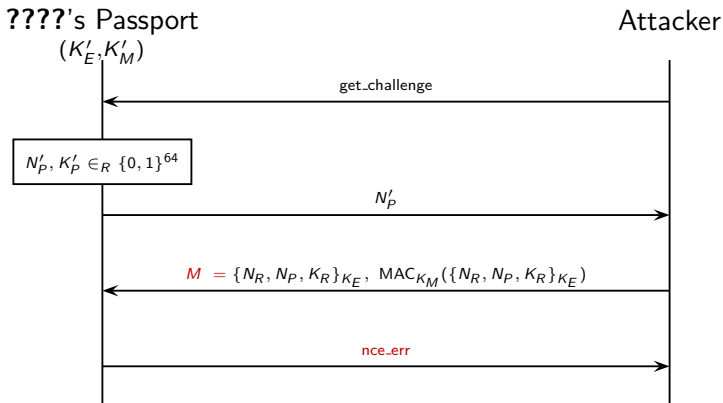 ????'s Passport
Attacker
(K′_E,K′_M)
get_challenge
N′_P, K′_P ∈_R {0, 1}^64
N′_P
M = {N_R, N_P, K_R}_{K_E}, MAC_{K_M}({N_R, N_P, K_R}_{K_E})
nce_err